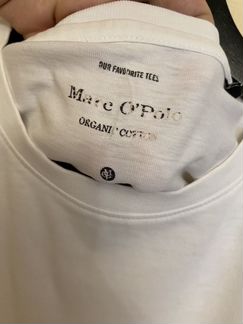 OUR FAVORITE TEES
Marc O'Polo
ORGANIC COTTON